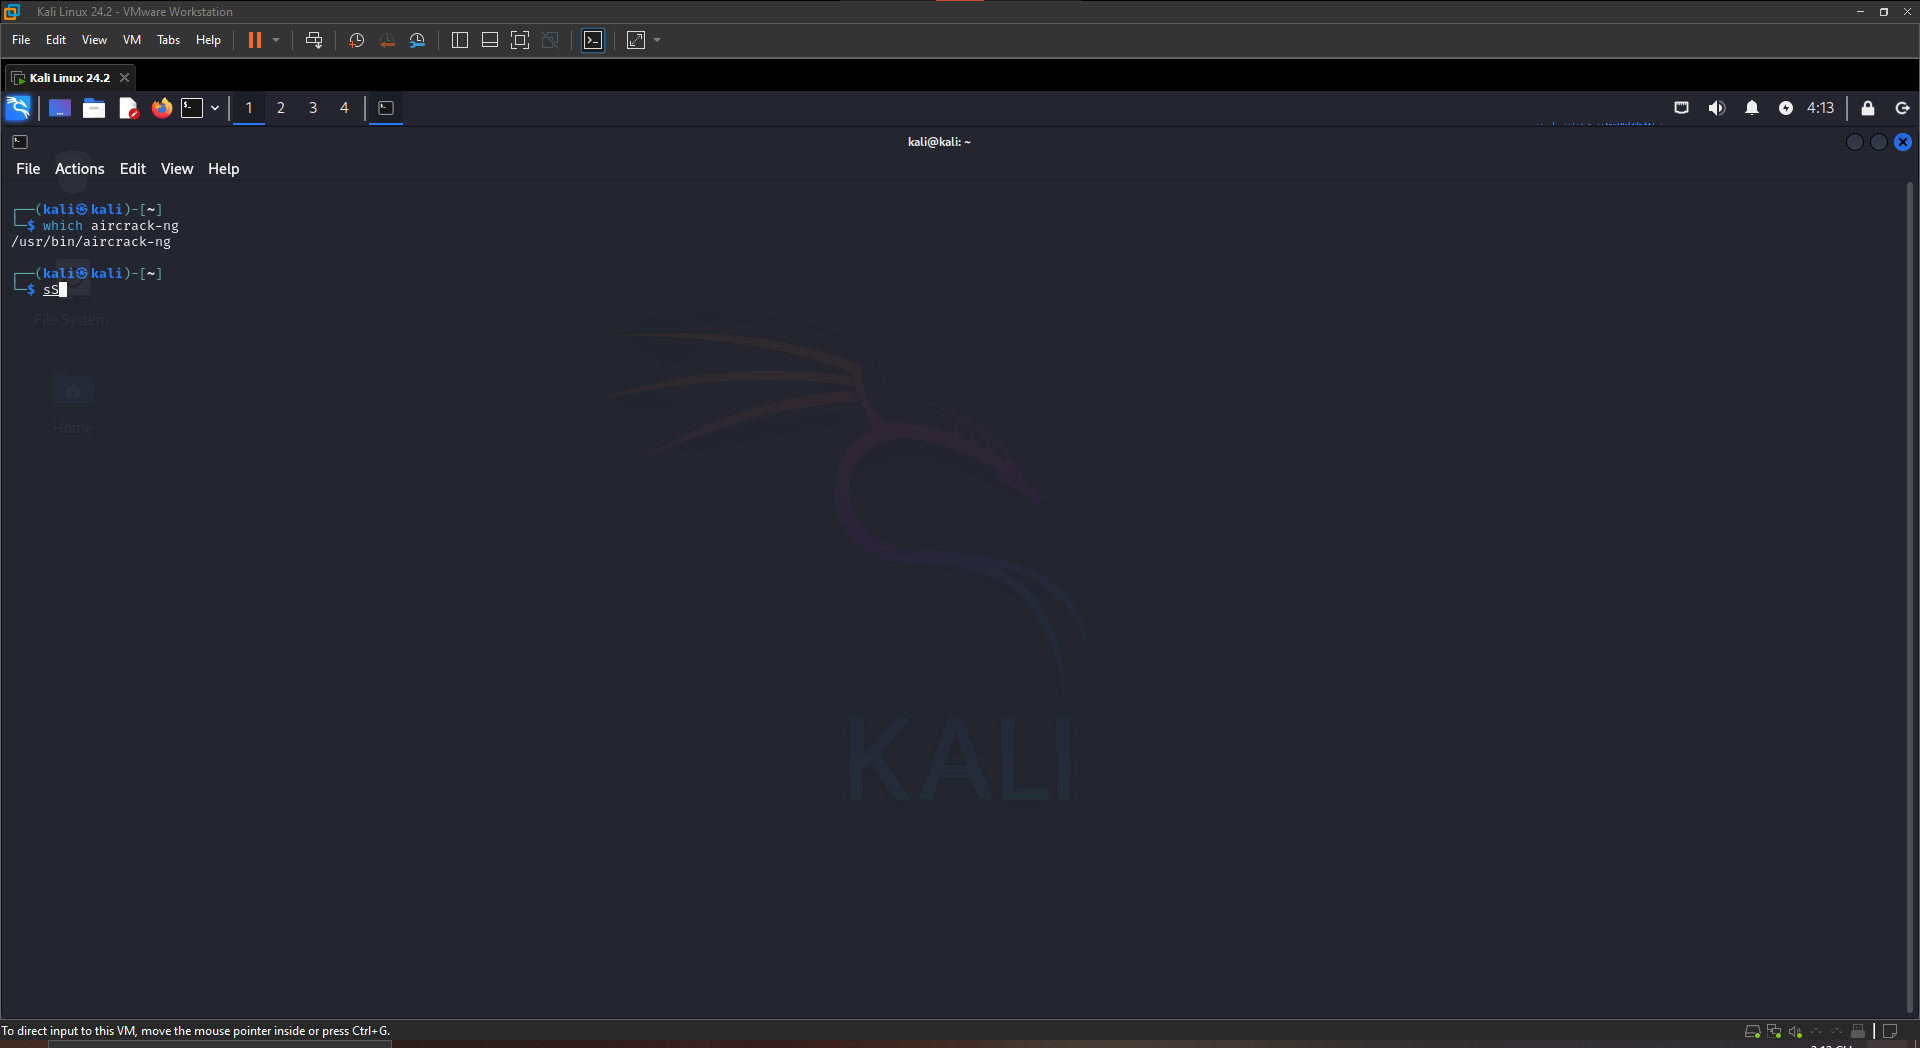 Kali Linux 24.2 - VMware Workstation
File Edit View VM Tabs Help
Kali Linux 24.2
1 2 3 4 4:13
kali@kali: ~
File Actions Edit View Help
┌──(kali㉿kali)-[~]
└─$ which aircrack-ng
/usr/bin/aircrack-ng
┌──(kali㉿kali)-[~]
└─$ sS
File System
Home
KALI
To direct input to this VM, move the mouse pointer inside or press Ctrl+G.